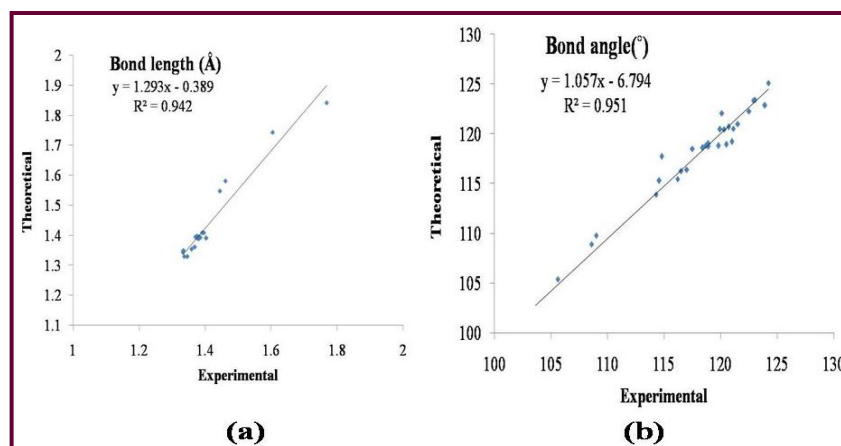 Bond length (Å)
y = 1.293x - 0.389
R² = 0.942
Theoretical
2
1.9
1.8
1.7
1.6
1.5
1.4
1.3
1.2
1.1
1 1.2 1.4 1.6 1.8 2
Experimental
(a)
Bond angle(°)
y = 1.057x - 6.794
R² = 0.951
Theoretical
130
125
120
115
110
105
100
100 105 110 115 120 125 130
Experimental
(b)